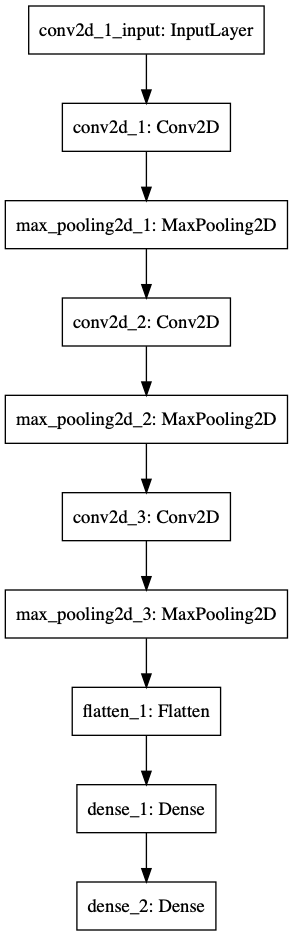 conv2d_1_input: InputLayer
conv2d_1: Conv2D
max_pooling2d_1: MaxPooling2D
conv2d_2: Conv2D
max_pooling2d_2: MaxPooling2D
conv2d_3: Conv2D
max_pooling2d_3: MaxPooling2D
flatten_1: Flatten
dense_1: Dense
dense_2: Dense